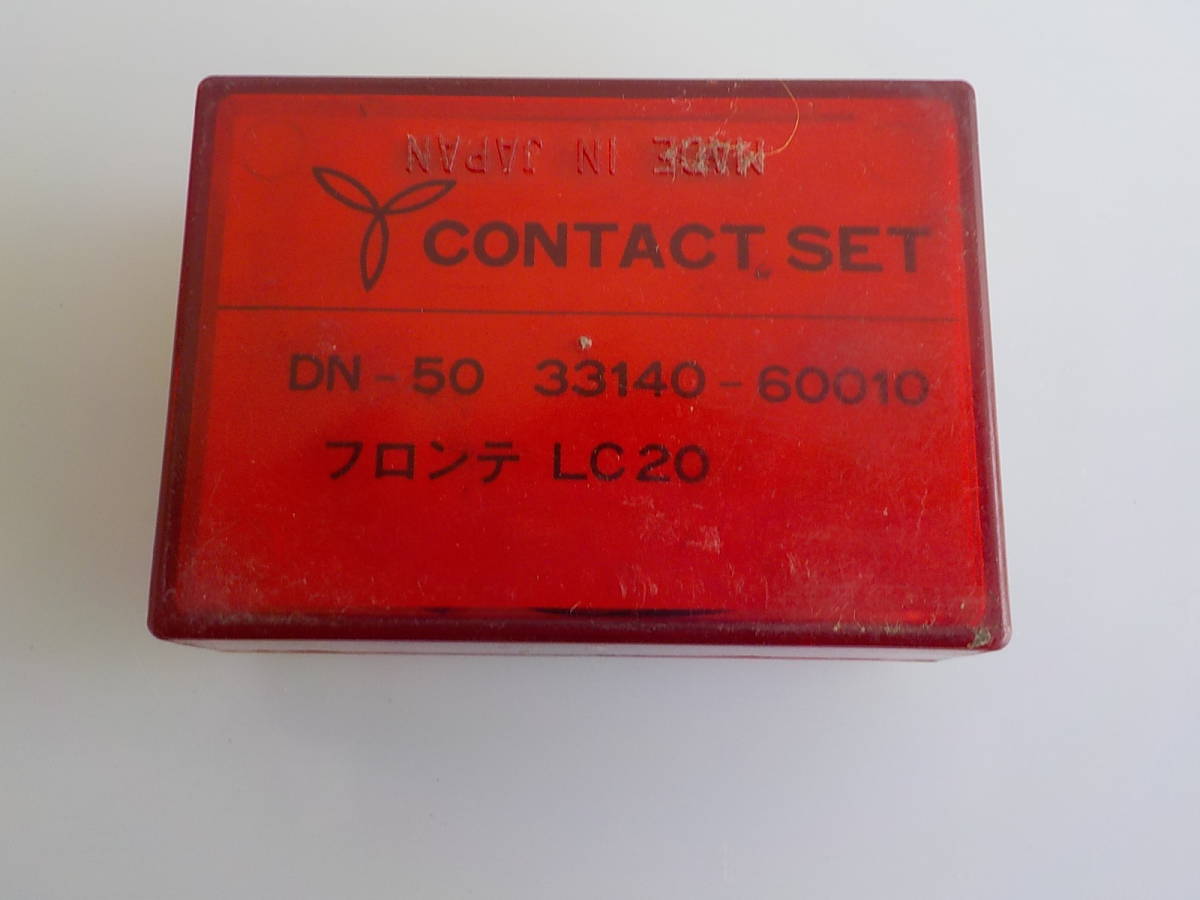 MADE IN JAPAN
CONTACT SET
DN-50 33140-60010
フロンテ LC20